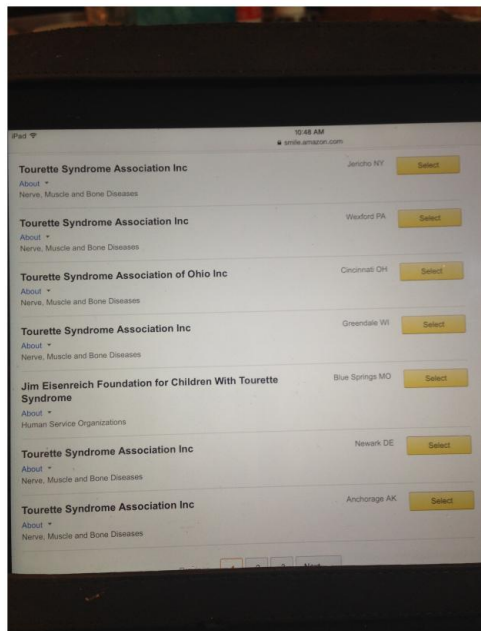 iPad
10:48 AM
smile.amazon.com
Tourette Syndrome Association Inc
Jericho NY
Select
About
Nerve, Muscle and Bone Diseases
Tourette Syndrome Association Inc
Wexford PA
Select
About
Nerve, Muscle and Bone Diseases
Tourette Syndrome Association of Ohio Inc
Cincinnati OH
Select
About
Nerve, Muscle and Bone Diseases
Tourette Syndrome Association Inc
Greendale WI
Select
About
Nerve, Muscle and Bone Diseases
Jim Eisenreich Foundation for Children With Tourette
Syndrome
Blue Springs MO
Select
About
Human Service Organizations
Tourette Syndrome Association Inc
Newark DE
Select
About
Nerve, Muscle and Bone Diseases
Tourette Syndrome Association Inc
Anchorage AK
Select
About
Nerve, Muscle and Bone Diseases